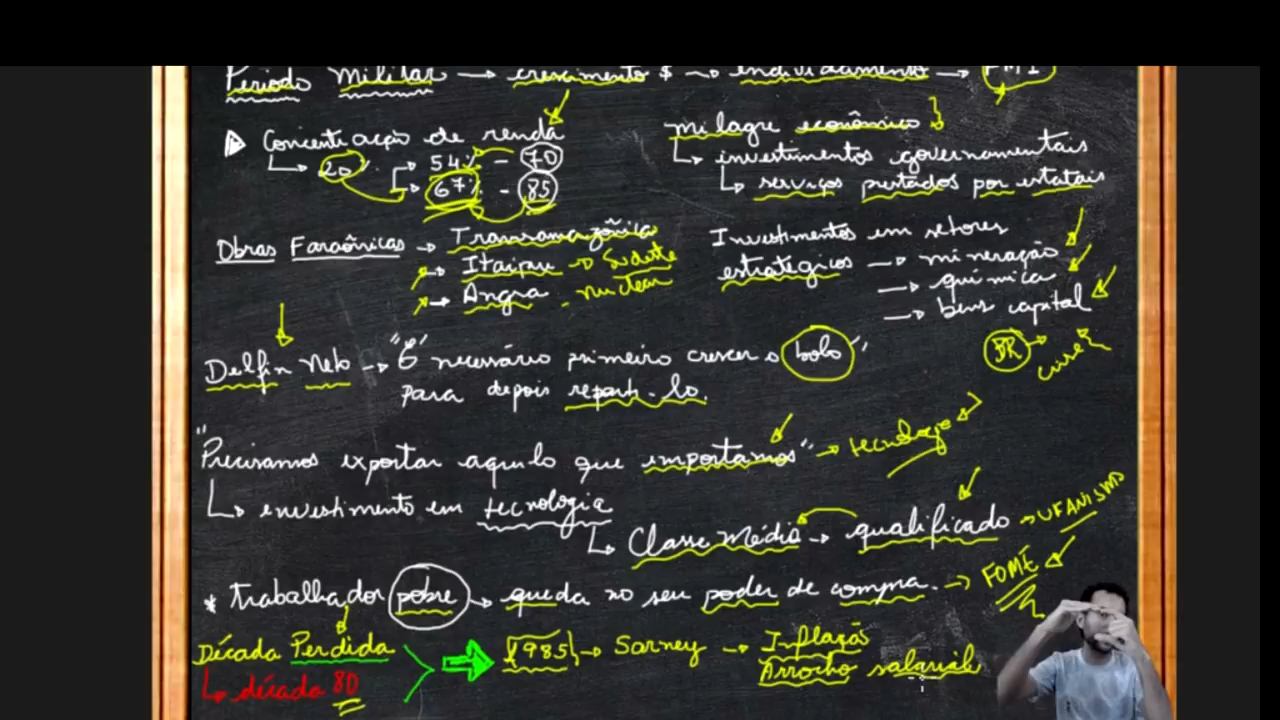 Período Militar → crescimento $ → endividamento → FMI
Concentração de renda
20% → 54% - 70
→ 67% - 85
milagre econômico }
↳ investimentos governamentais
↳ serviços prestados por estatais
Obras Faraônicas → Transamazônica
→ Itaipu → Sudeste
→ Angra - nuclear
Investimentos em setores
estratégicos → mineração
→ química
→ bens capital
BR →
Delfin Neto → "É necessário primeiro crescer o bolo"
para depois reparti-lo.
"Precisamos exportar aquilo que importamos" → tecnologia
↳ investimento em tecnologia
↳ Classe média → qualificado → UFANISMO
* trabalhador pobre → queda no seu poder de compra. → FOME
Década Perdida
↳ década 80
1985 → Sarney → Inflação
Arrocho salarial